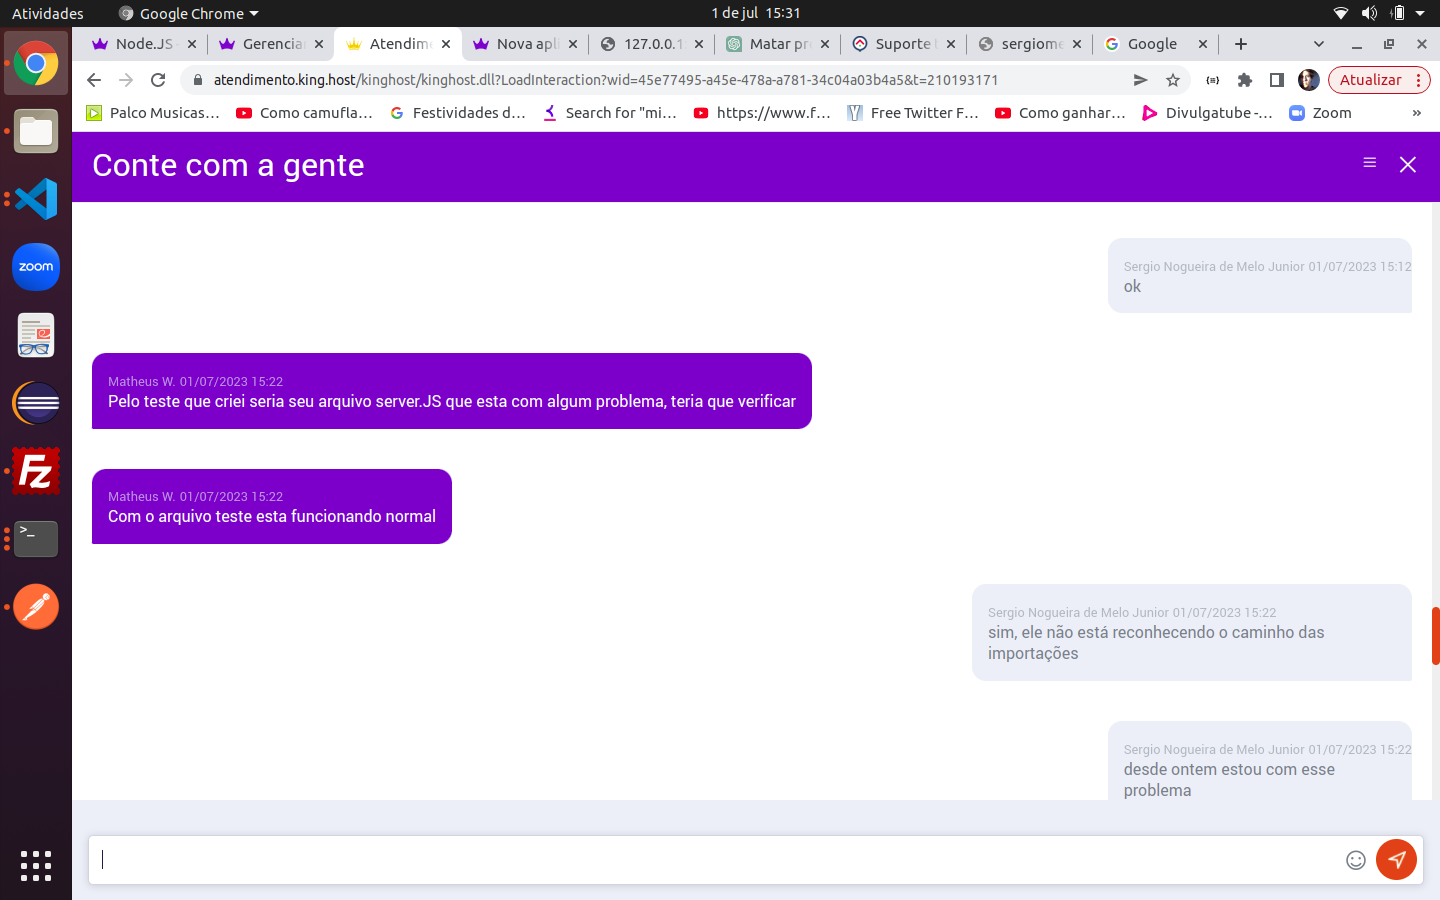 Atividades
Google Chrome
1 de jul 15:31
Node.JS
Gerencia
Atendim
Nova apl
127.0.0.1
Matar pr
Suporte
sergiome
Google
atendimento.king.host/kinghost/kinghost.dll?LoadInteraction?wid=45e77495-a45e-478a-a781-34c04a03b4a5&t=210193171
Atualizar
Palco Musicas...
Como camufla...
Festividades d...
Search for "mi...
https://www.f...
Free Twitter F...
Como ganhar...
Divulgatube -...
Zoom
»
Conte com a gente
zoom
Fz
>_
Sergio Nogueira de Melo Junior 01/07/2023 15:12
ok
Matheus W. 01/07/2023 15:22
Pelo teste que criei seria seu arquivo server.JS que esta com algum problema, teria que verificar
Matheus W. 01/07/2023 15:22
Com o arquivo teste esta funcionando normal
Sergio Nogueira de Melo Junior 01/07/2023 15:22
sim, ele não está reconhecendo o caminho das
importações
Sergio Nogueira de Melo Junior 01/07/2023 15:22
desde ontem estou com esse
problema